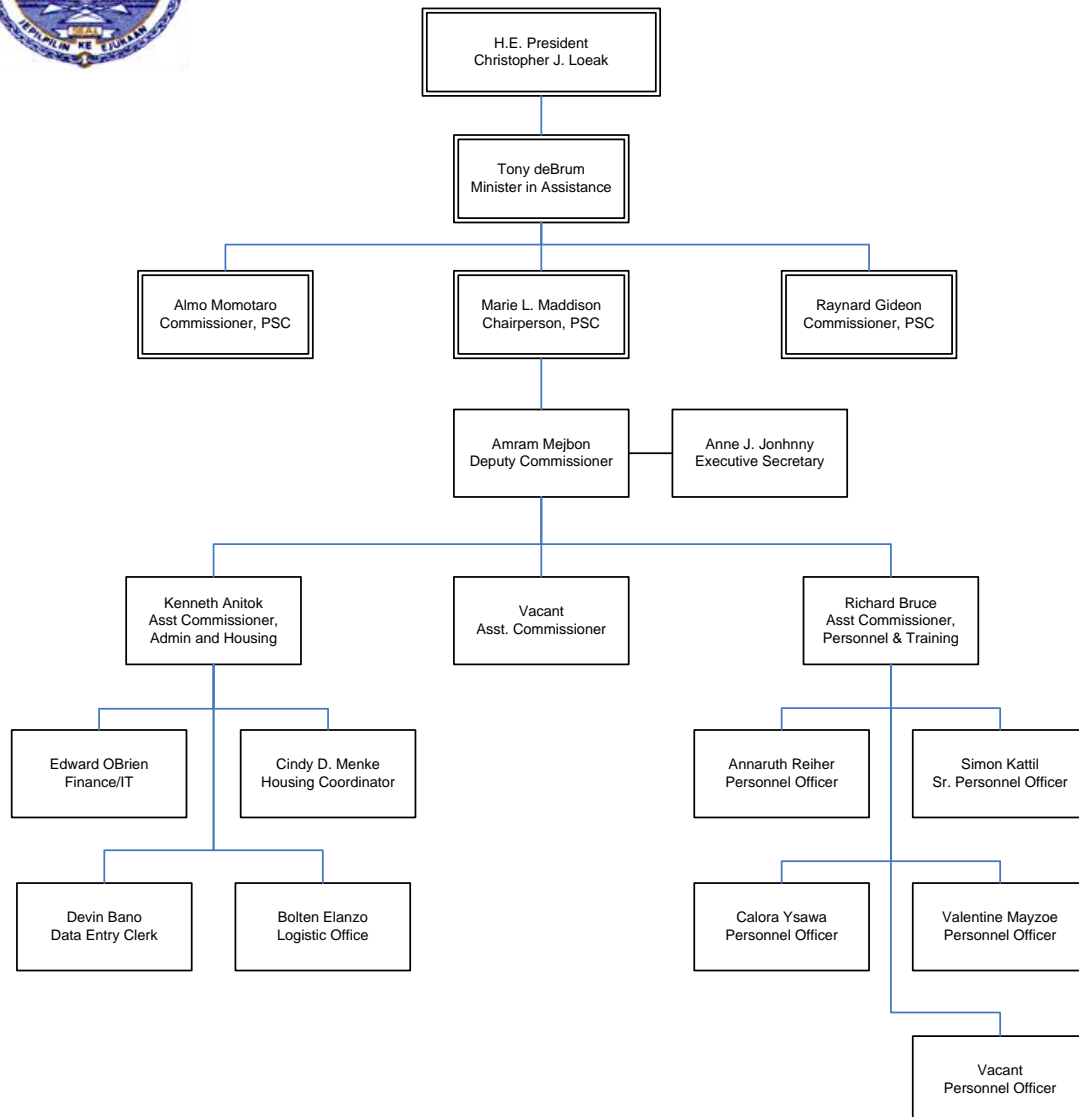 SEAL
JEPILPILIN KE EJUKAAN
H.E. President
Christopher J. Loeak
Tony deBrum
Minister in Assistance
Almo Momotaro
Commissioner, PSC
Marie L. Maddison
Chairperson, PSC
Raynard Gideon
Commissioner, PSC
Amram Mejbon
Deputy Commissioner
Anne J. Jonhnny
Executive Secretary
Kenneth Anitok
Asst Commissioner,
Admin and Housing
Vacant
Asst. Commissioner
Richard Bruce
Asst Commissioner,
Personnel & Training
Edward OBrien
Finance/IT
Cindy D. Menke
Housing Coordinator
Annaruth Reiher
Personnel Officer
Simon Kattil
Sr. Personnel Officer
Devin Bano
Data Entry Clerk
Bolten Elanzo
Logistic Office
Calora Ysawa
Personnel Officer
Valentine Mayzoe
Personnel Officer
Vacant
Personnel Officer